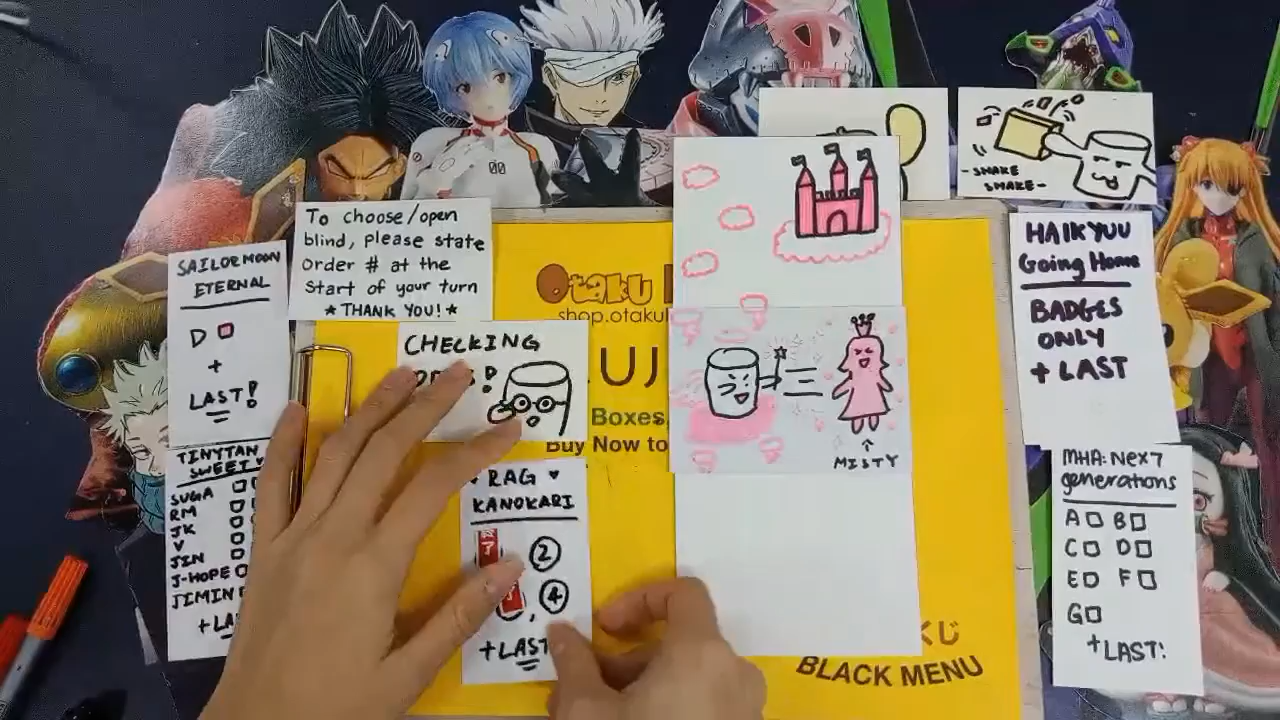 - SHAKE
SMAKE -
To choose/open
blind, please state
Order # at the
Start of your turn
*THANK YOU!*
SAILORMOON
ETERNAL
D
+
LAST!
HAIKYUU
Going Home
BADGES
ONLY
+ LAST
Otaku
shop.otaku
CHECKING
Boxes
Buy Now to
MISTY
TINYTAN
SWEET
SUGA
RM
JK
V
JIN
J-HOPE
JIMIN
RAG
KANOKARI
2
4
+LAST
MHA: Next
generations
A B
C D
E F
G
+LAST!
BLACK MENU
00